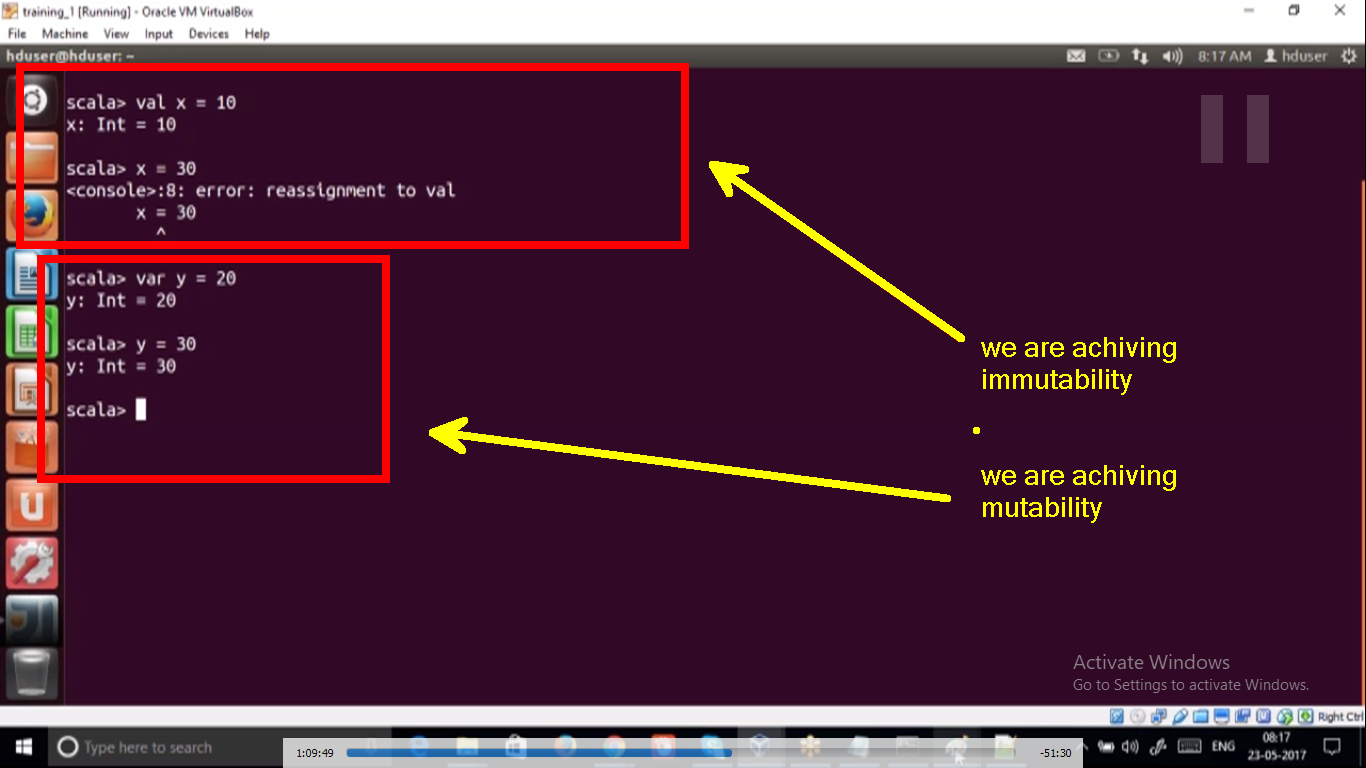 training_1 [Running] - Oracle VM VirtualBox
File Machine View Input Devices Help
hduser@hduser: ~
8:17 AM hduser
scala> val x = 10
x: Int = 10
scala> x = 30
<console>:8: error: reassignment to val
x = 30
^
scala> var y = 20
y: Int = 20
scala> y = 30
y: Int = 30
scala>
we are achiving
immutability
.
we are achiving
mutability
Activate Windows
Go to Settings to activate Windows.
Right Ctrl
Type here to search
1:09:49
-51:30
ENG
08:17
23-05-2017